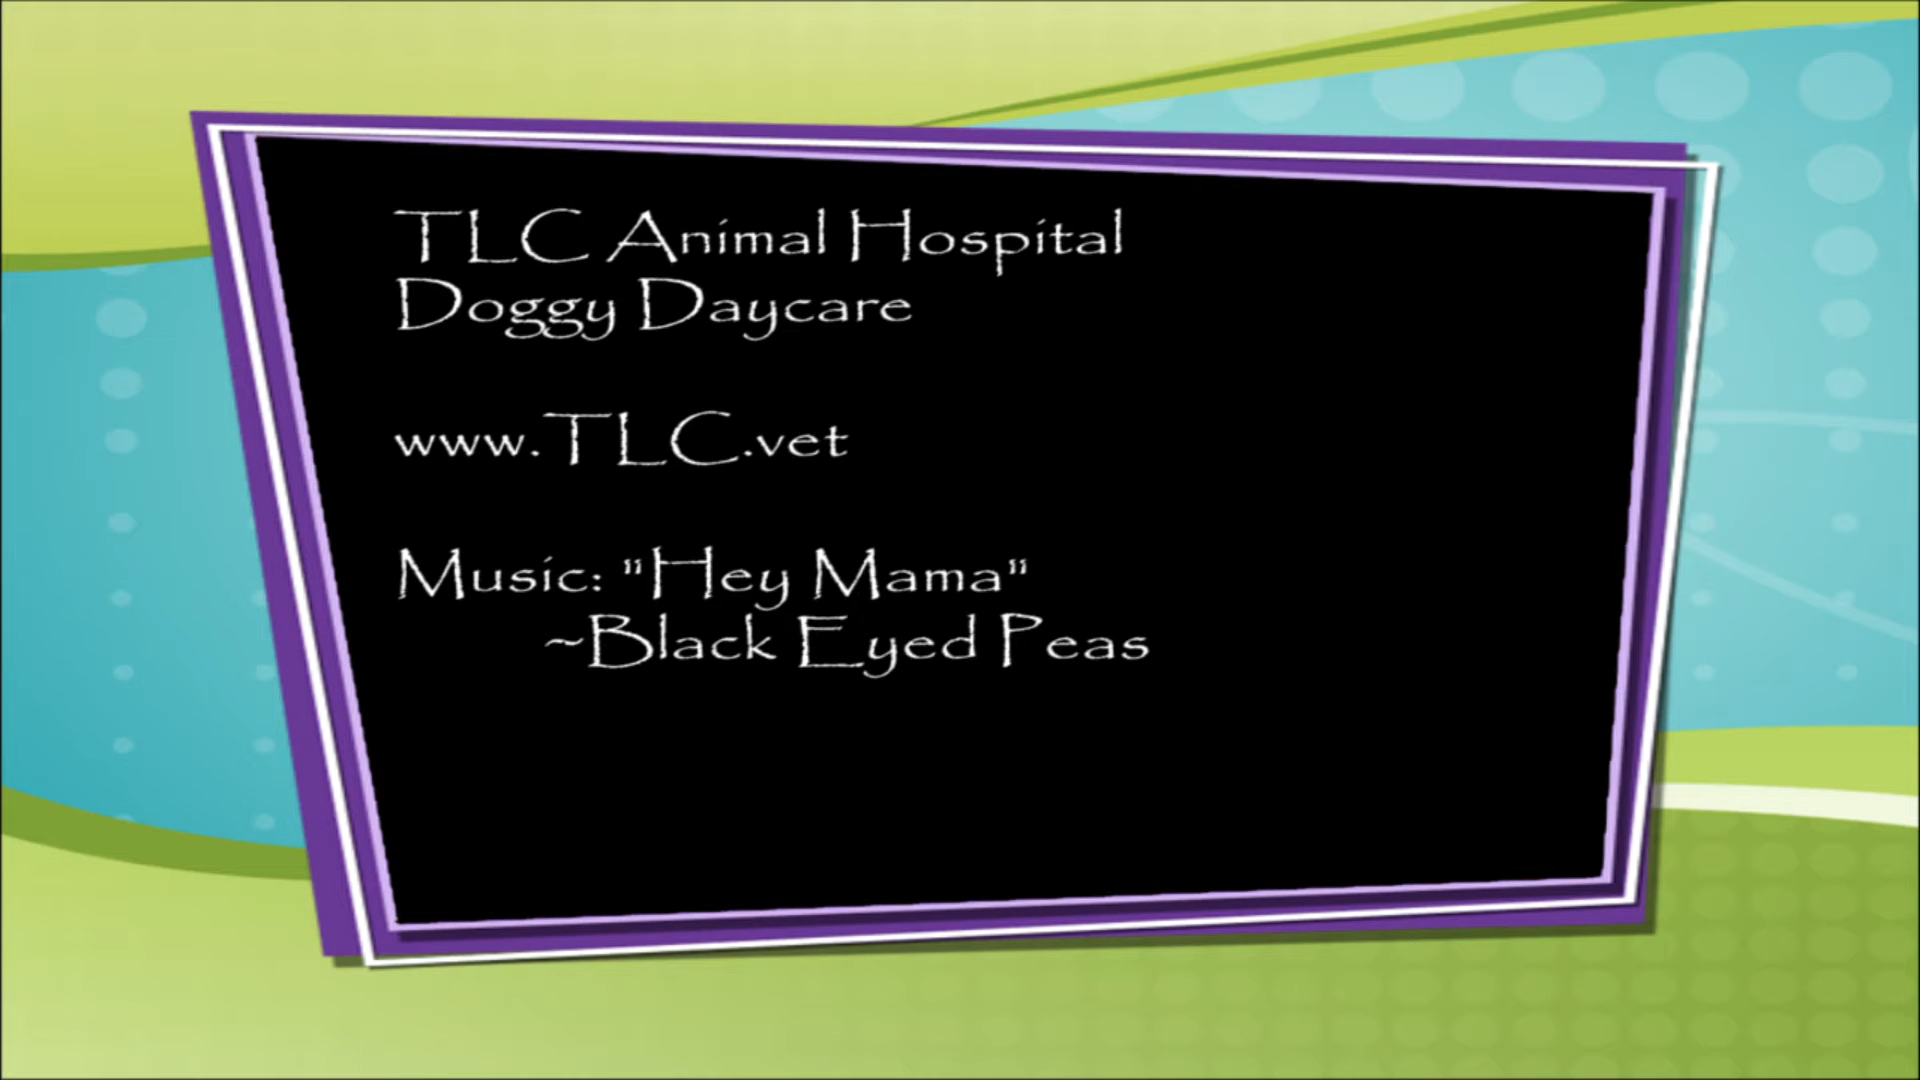 TLC Animal Hospital
Doggy Daycare
www.TLC.vet
Music: "Hey Mama"
~Black Eyed Peas